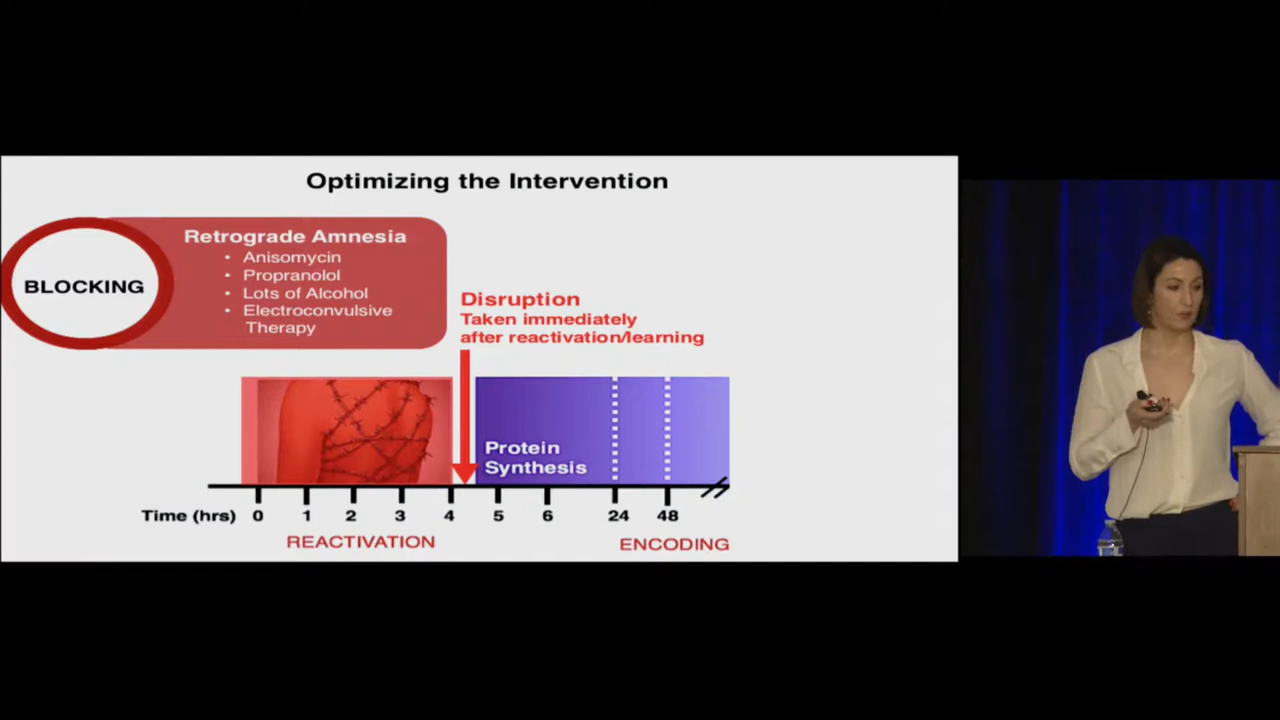 Optimizing the Intervention
BLOCKING
Retrograde Amnesia
• Anisomycin
• Propranolol
• Lots of Alcohol
• Electroconvulsive
Therapy
Disruption
Taken immediately
after reactivation/learning
Protein
Synthesis
Time (hrs) 0 1 2 3 4 5 6 24 48
REACTIVATION
ENCODING